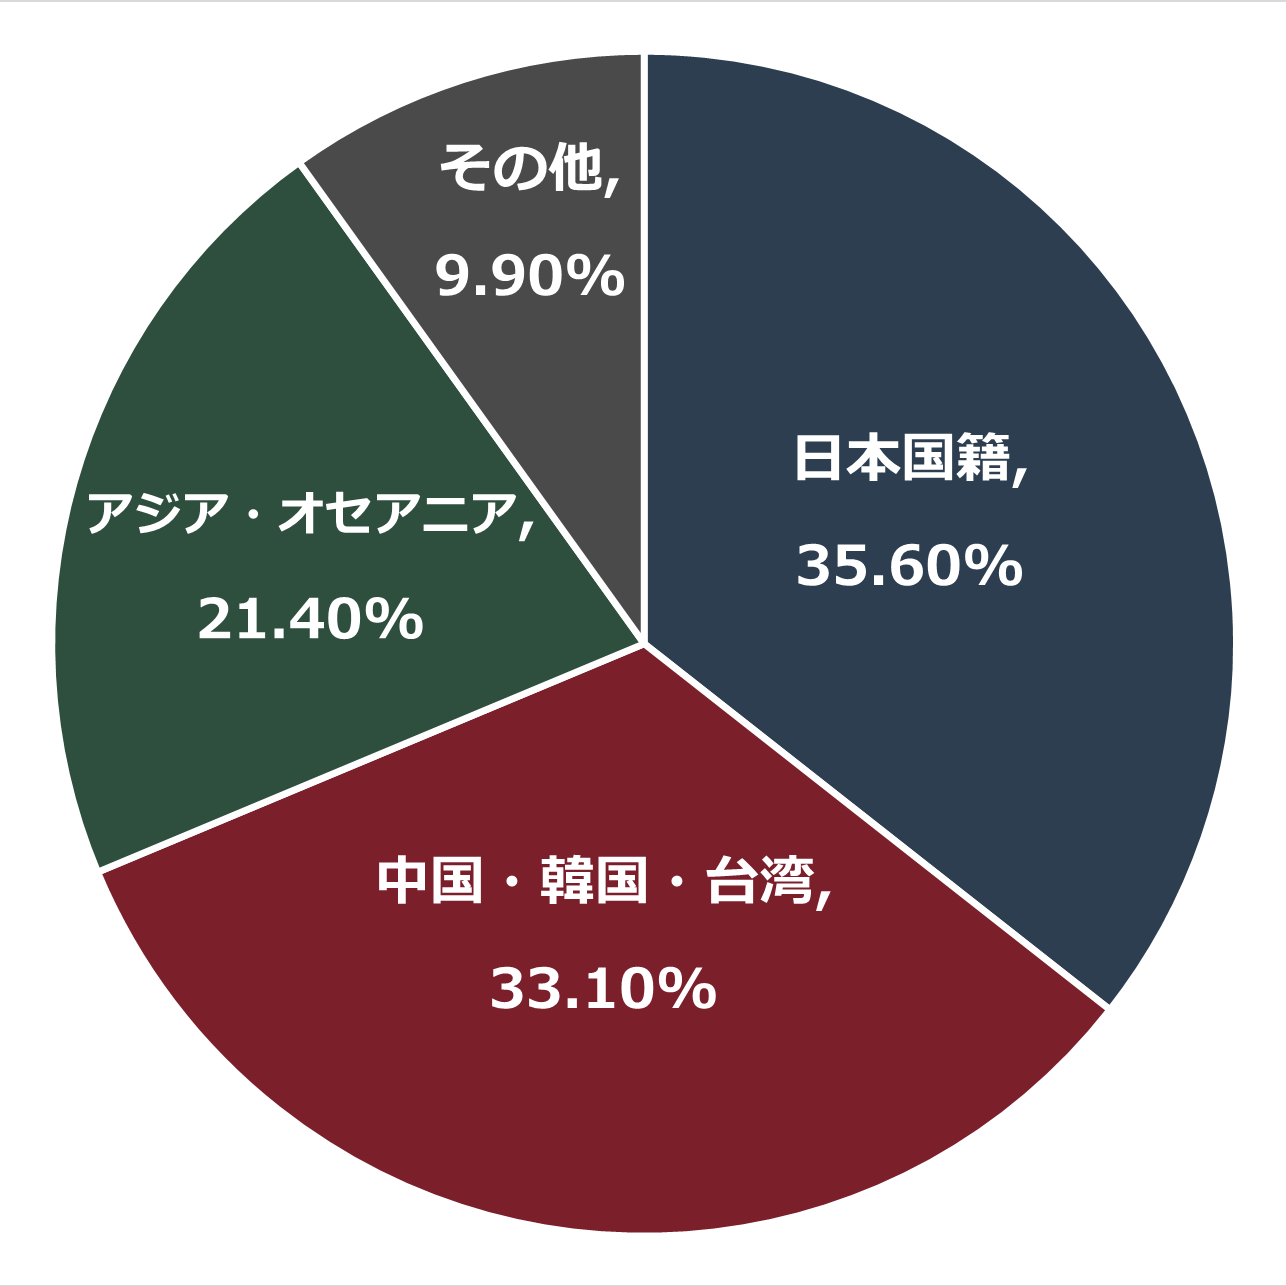 その他,
9.90%
日本国籍,
35.60%
アジア・オセアニア,
21.40%
中国・韓国・台湾,
33.10%